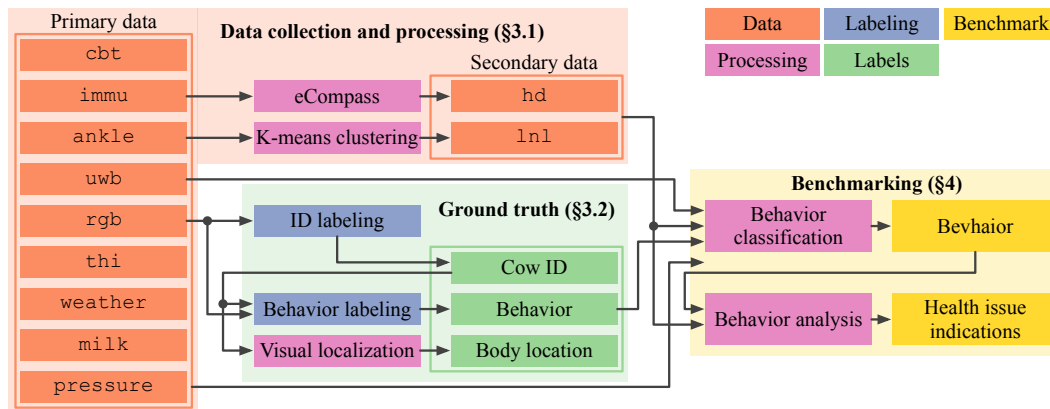 Primary data
cbt
immu
ankle
uwb
rgb
thi
weather
milk
pressure
Data collection and processing (§3.1)
Secondary data
eCompass
hd
K-means clustering
lnl
Ground truth (§3.2)
ID labeling
Cow ID
Behavior labeling
Behavior
Visual localization
Body location
Data
Labeling
Benchmark
Processing
Labels
Benchmarking (§4)
Behavior
classification
Bevhaior
Behavior analysis
Health issue
indications